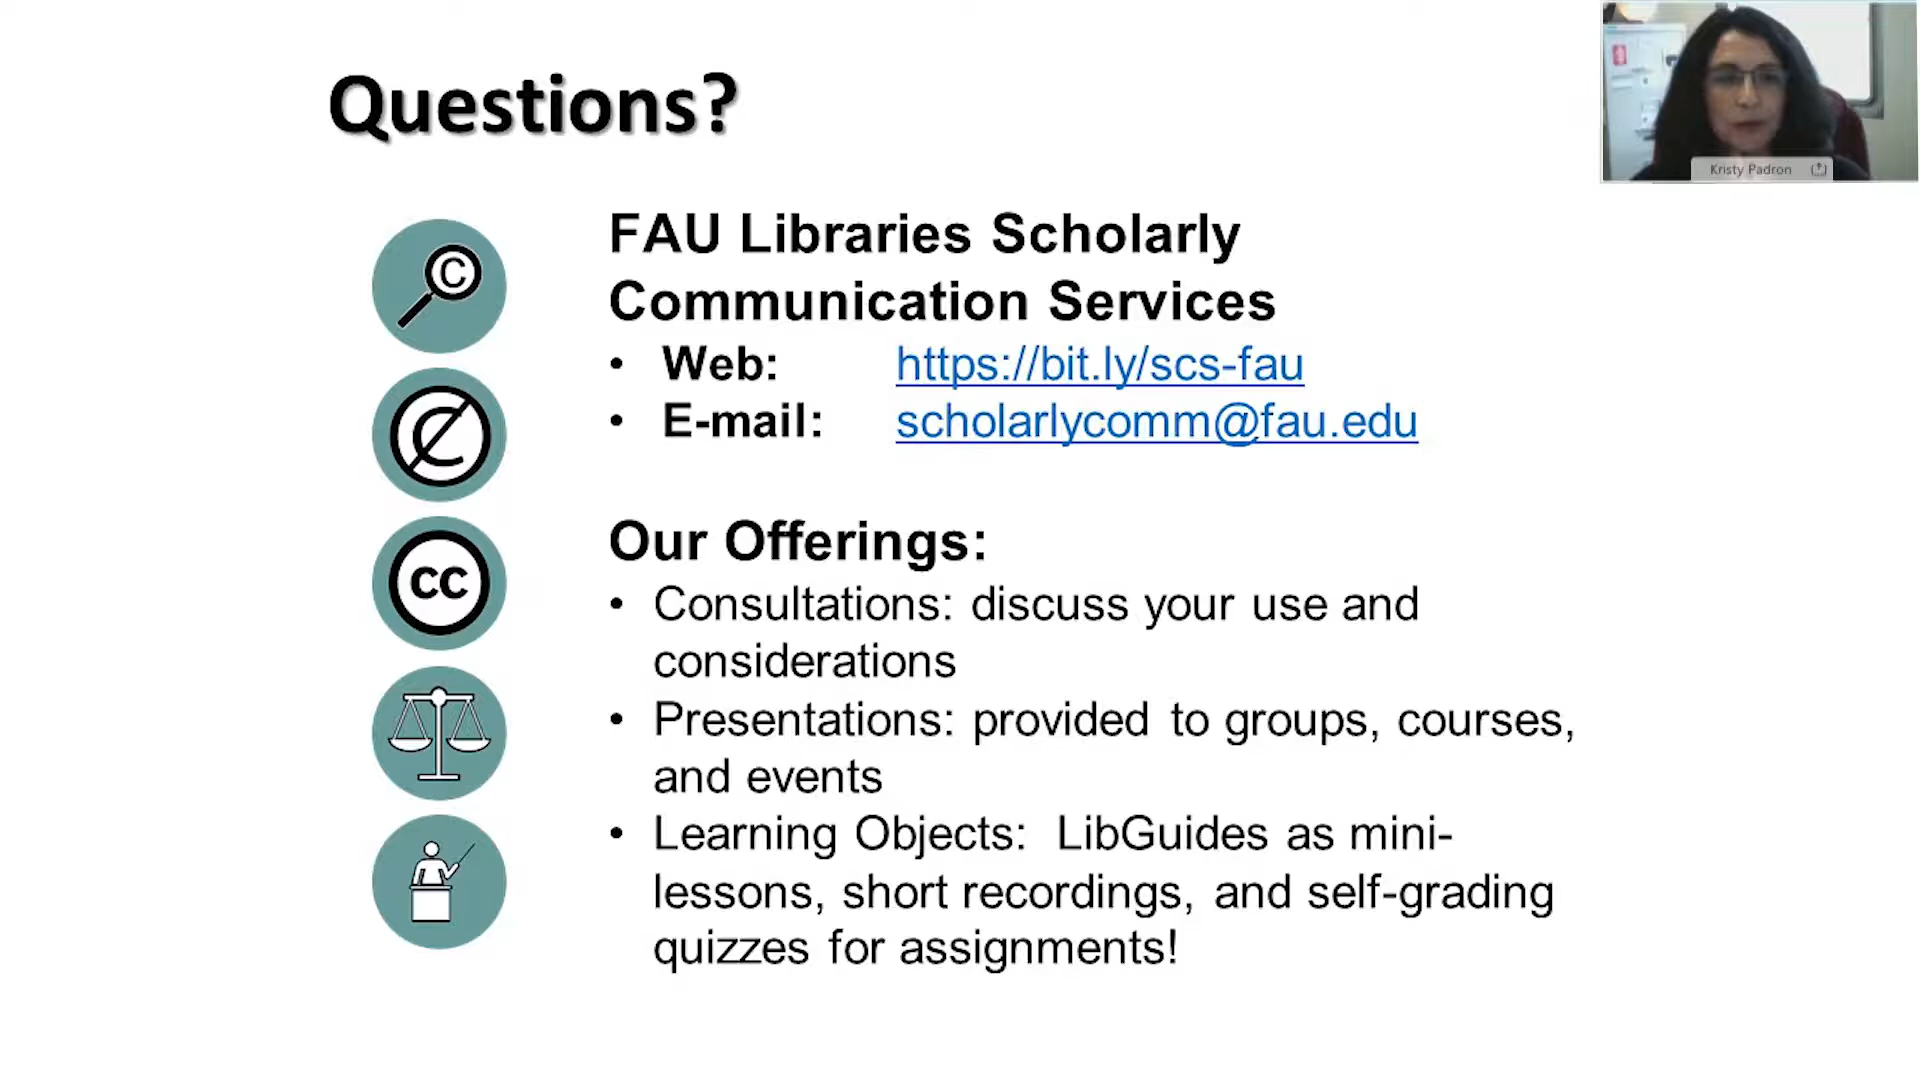 Questions?
Kristy Padron
FAU Libraries Scholarly
Communication Services
• Web: https://bit.ly/scs-fau
• E-mail: scholarlycomm@fau.edu
C
C
cc
Our Offerings:
• Consultations: discuss your use and
considerations
• Presentations: provided to groups, courses,
and events
• Learning Objects: LibGuides as mini-
lessons, short recordings, and self-grading
quizzes for assignments!